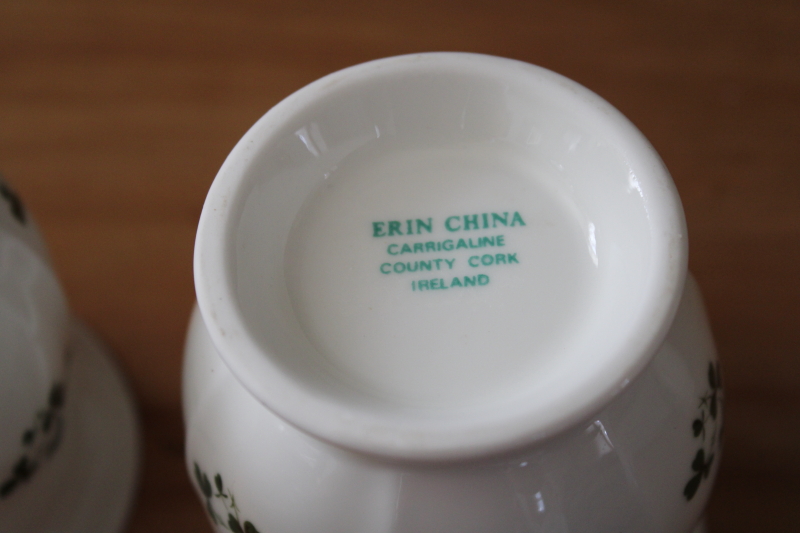 ERIN CHINA
CARRIGALINE
COUNTY CORK
IRELAND